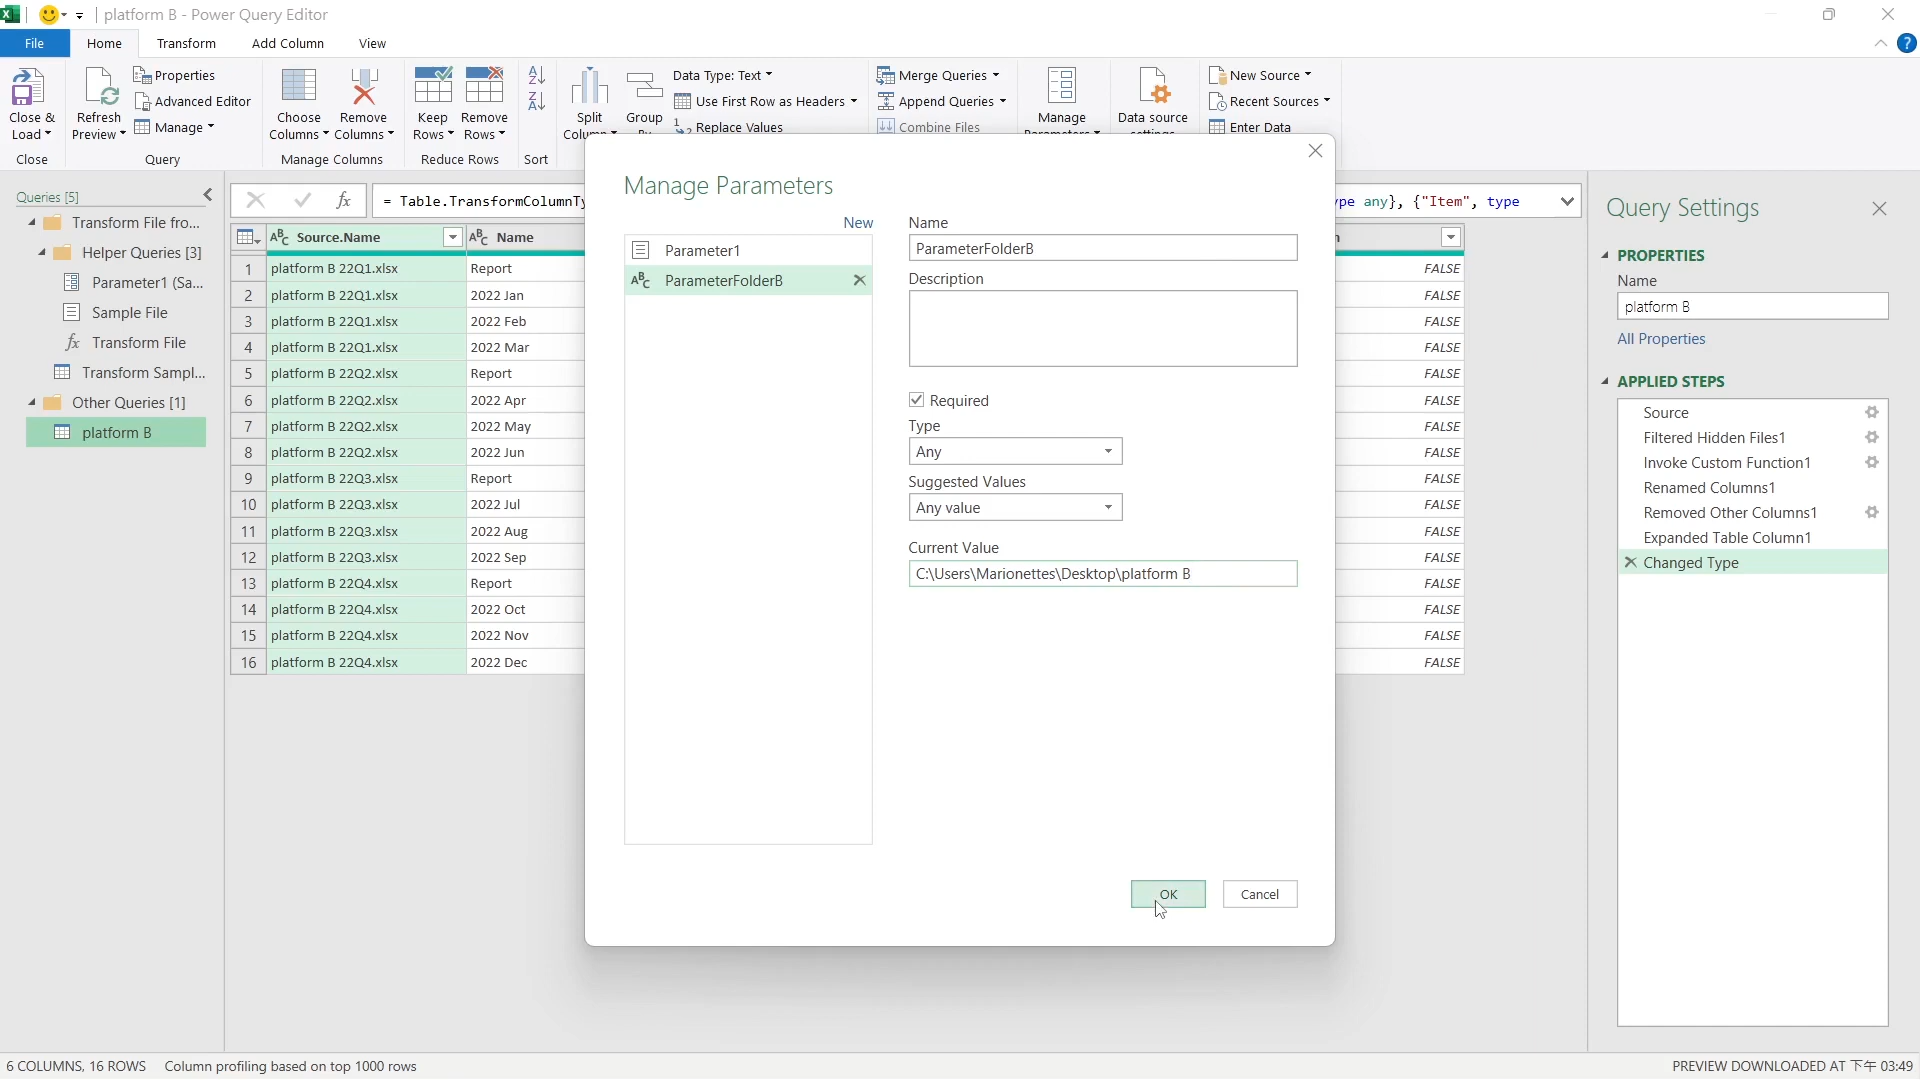 platform B - Power Query Editor
File
Home
Transform
Add Column
View
?
Close &
Load
Close
Refresh
Preview
Properties
Advanced Editor
Manage
Query
Choose
Columns
Remove
Columns
Manage Columns
Keep
Rows
Remove
Rows
Reduce Rows
Sort
Split
Column
Group
By
Data Type: Text
Use First Row as Headers
Replace Values
Merge Queries
Append Queries
Combine Files
Manage
Parameters
Data source
settings
New Source
Recent Sources
Enter Data
Queries [5]
Transform File fro...
Helper Queries [3]
Parameter1 (Sa...
Sample File
Transform File
Transform Sampl...
Other Queries [1]
platform B
= Table.TransformColumnTy
ype any}, {"Item", type
Source.Name
Name
n
1 platform B 22Q1.xlsx Report FALSE
2 platform B 22Q1.xlsx 2022 Jan FALSE
3 platform B 22Q1.xlsx 2022 Feb FALSE
4 platform B 22Q1.xlsx 2022 Mar FALSE
5 platform B 22Q2.xlsx Report FALSE
6 platform B 22Q2.xlsx 2022 Apr FALSE
7 platform B 22Q2.xlsx 2022 May FALSE
8 platform B 22Q2.xlsx 2022 Jun FALSE
9 platform B 22Q3.xlsx Report FALSE
10 platform B 22Q3.xlsx 2022 Jul FALSE
11 platform B 22Q3.xlsx 2022 Aug FALSE
12 platform B 22Q3.xlsx 2022 Sep FALSE
13 platform B 22Q4.xlsx Report FALSE
14 platform B 22Q4.xlsx 2022 Oct FALSE
15 platform B 22Q4.xlsx 2022 Nov FALSE
16 platform B 22Q4.xlsx 2022 Dec FALSE
Manage Parameters
New
Parameter1
ParameterFolderB
Name
ParameterFolderB
Description
Required
Type
Any
Suggested Values
Any value
Current Value
C:\Users\Marionettes\Desktop\platform B
OK
Cancel
Query Settings
PROPERTIES
Name
platform B
All Properties
APPLIED STEPS
Source
Filtered Hidden Files1
Invoke Custom Function1
Renamed Columns1
Removed Other Columns1
Expanded Table Column1
Changed Type
6 COLUMNS, 16 ROWS
Column profiling based on top 1000 rows
PREVIEW DOWNLOADED AT 下午 03:49